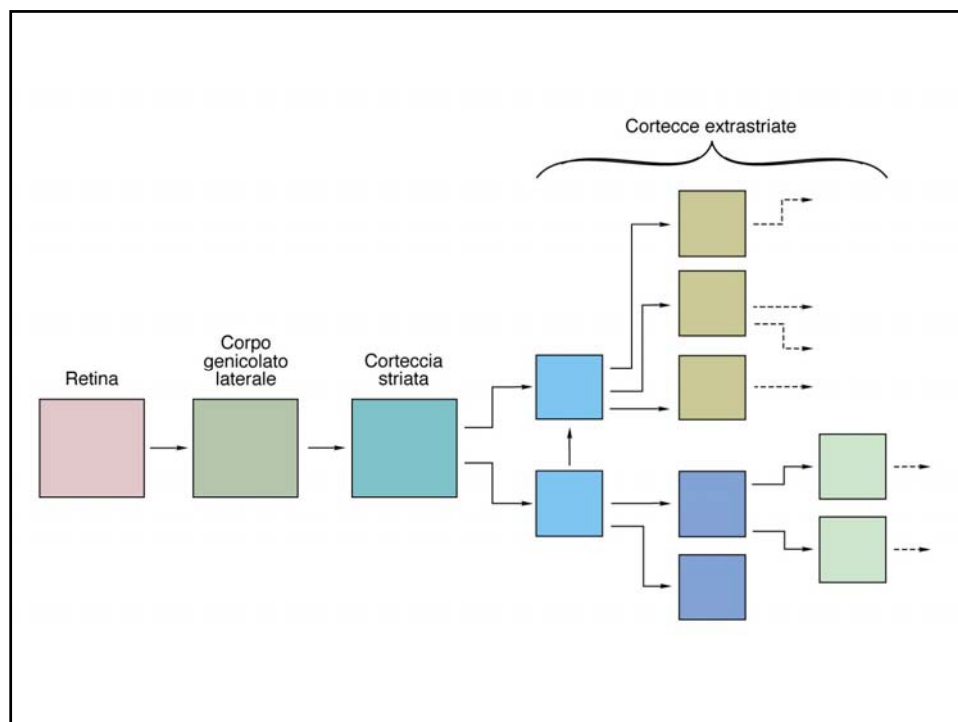 Cortecce extrastriate
Retina
Corpo
genicolato
laterale
Corteccia
striata